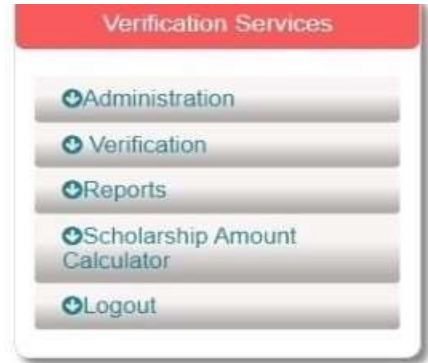 Verification Services
Administration
Verification
Reports
Scholarship Amount
Calculator
Logout